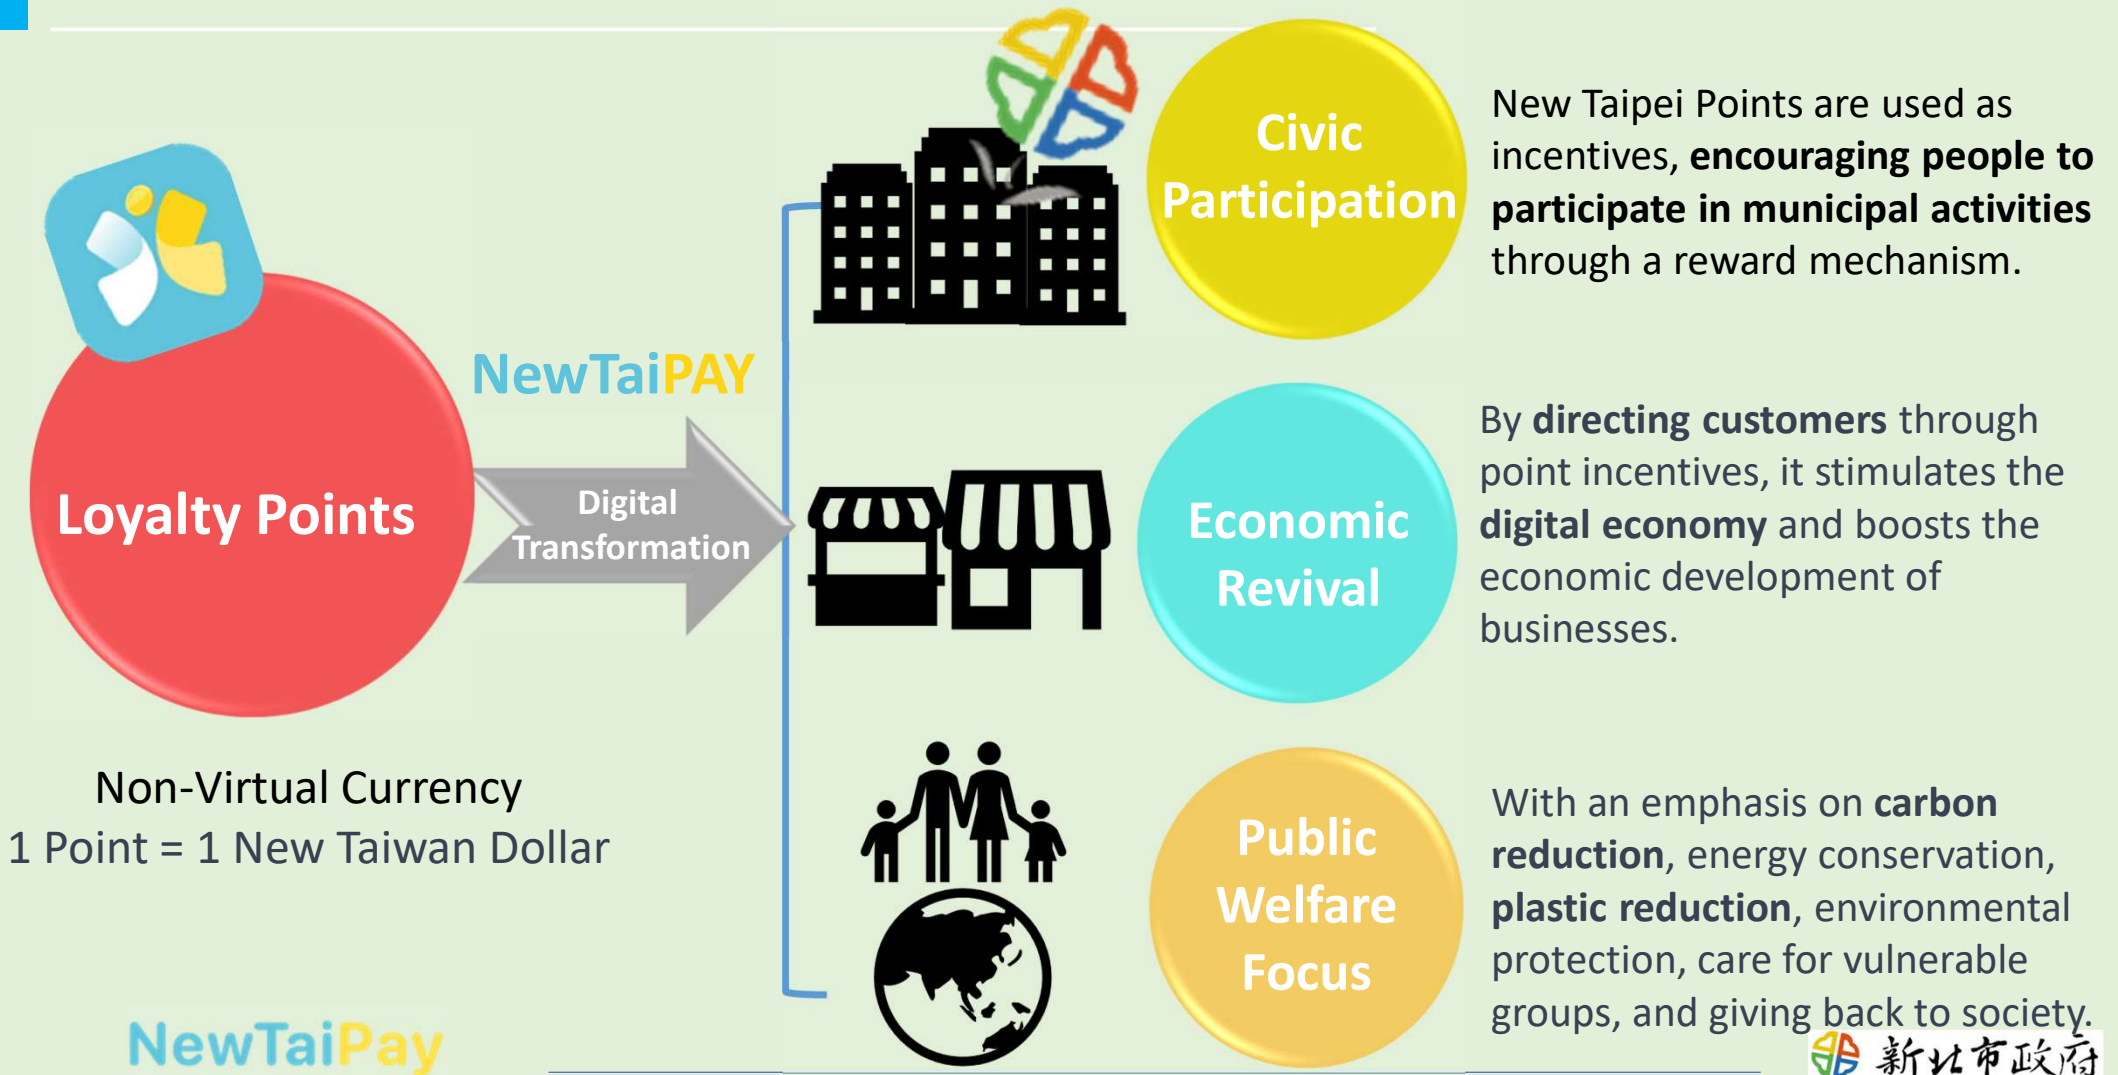 Loyalty Points
Non-Virtual Currency
1 Point = 1 New Taiwan Dollar
NewTaiPAY
Digital
Transformation
Civic
Participation
New Taipei Points are used as
incentives, encouraging people to
participate in municipal activities
through a reward mechanism.
Economic
Revival
By directing customers through
point incentives, it stimulates the
digital economy and boosts the
economic development of
businesses.
Public
Welfare
Focus
With an emphasis on carbon
reduction, energy conservation,
plastic reduction, environmental
protection, care for vulnerable
groups, and giving back to society.
NewTaiPay
新北市政府